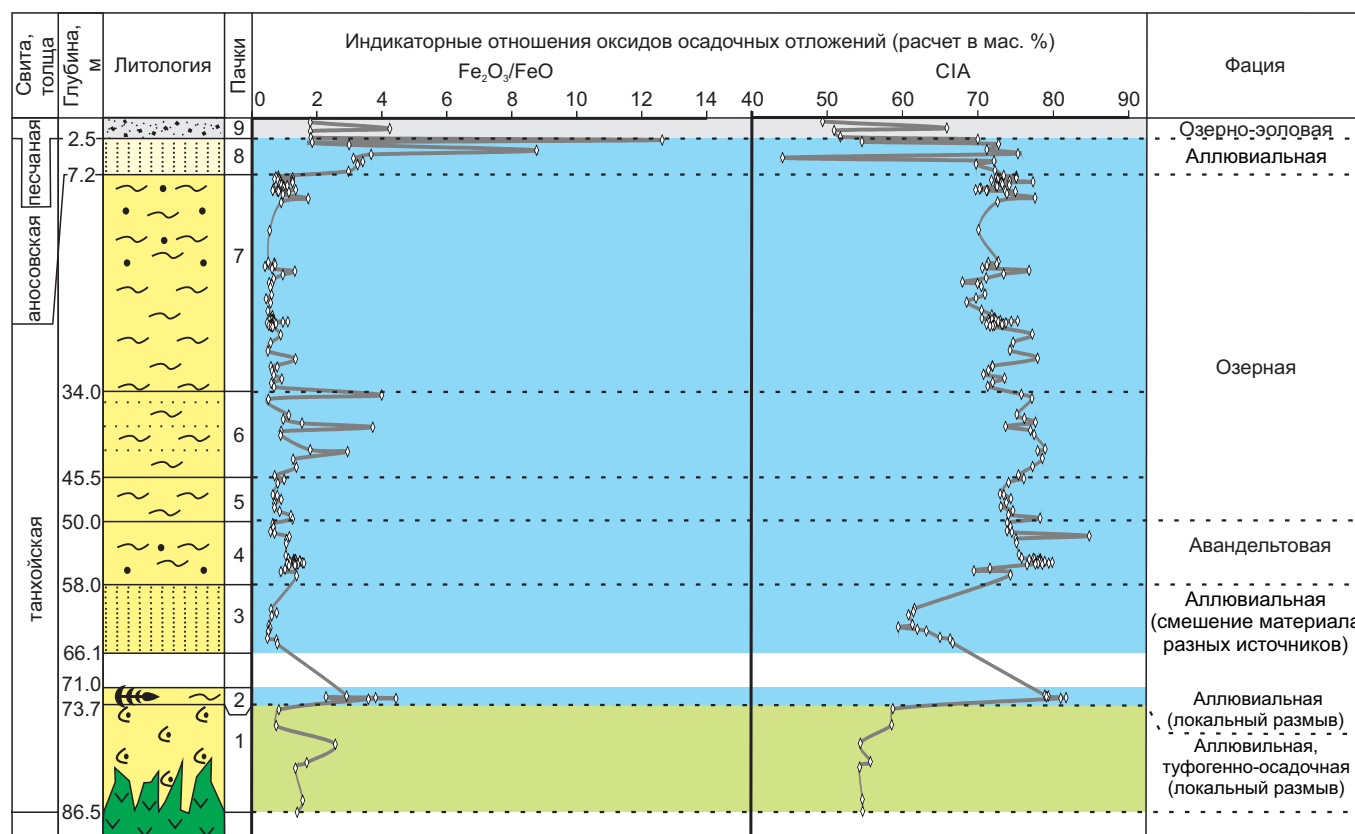 Свита,
толща
Глубина,
м
Литология
Пачки
Индикаторные отношения оксидов осадочных отложений (расчет в мас. %)
Fe₂O₃/FeO
CIA
Фация
0 2 4 6 8 10 12 14
40 50 60 70 80 90
песчаная
аносовская
танхойская
2.5
7.2
34.0
45.5
50.0
58.0
66.1
71.0
73.7
86.5
9
8
7
6
5
4
3
2
1
Озерно-эоловая
Аллювиальная
Озерная
Авандельтовая
Аллювиальная
(смешение материала
разных источников)
Аллювиальная
(локальный размыв)
Аллювильная,
туфогенно-осадочная
(локальный размыв)